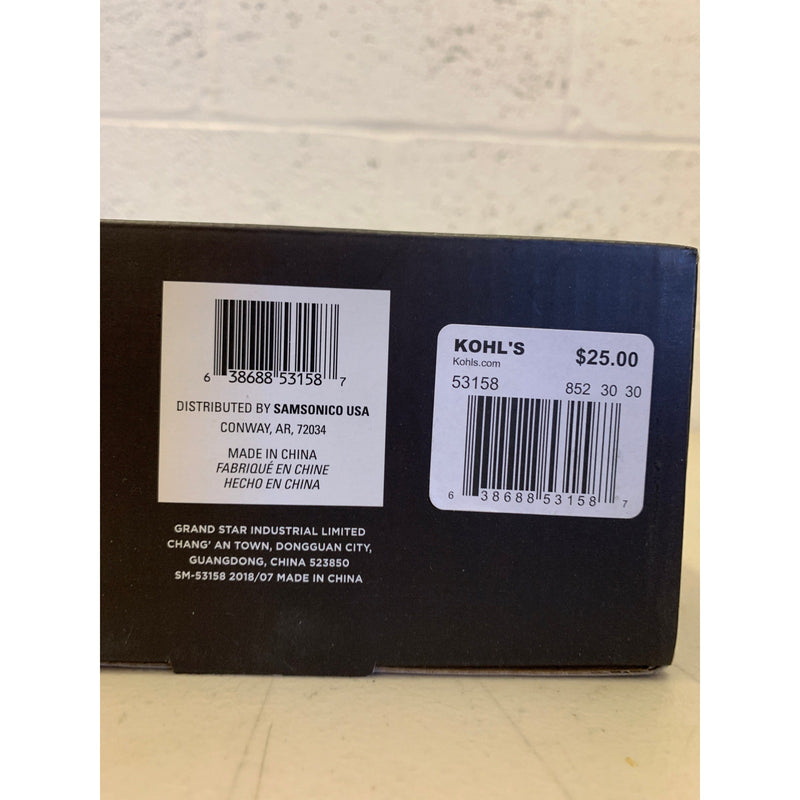 6 38688 53158 7
DISTRIBUTED BY SAMSONICO USA
CONWAY, AR, 72034
MADE IN CHINA
FABRIQUÉ EN CHINE
HECHO EN CHINA
GRAND STAR INDUSTRIAL LIMITED
CHANG' AN TOWN, DONGGUAN CITY,
GUANGDONG, CHINA 523850
SM-53158 2018/07 MADE IN CHINA
KOHL'S $25.00
Kohls.com
53158 852 30 30
6 38688 53158 7